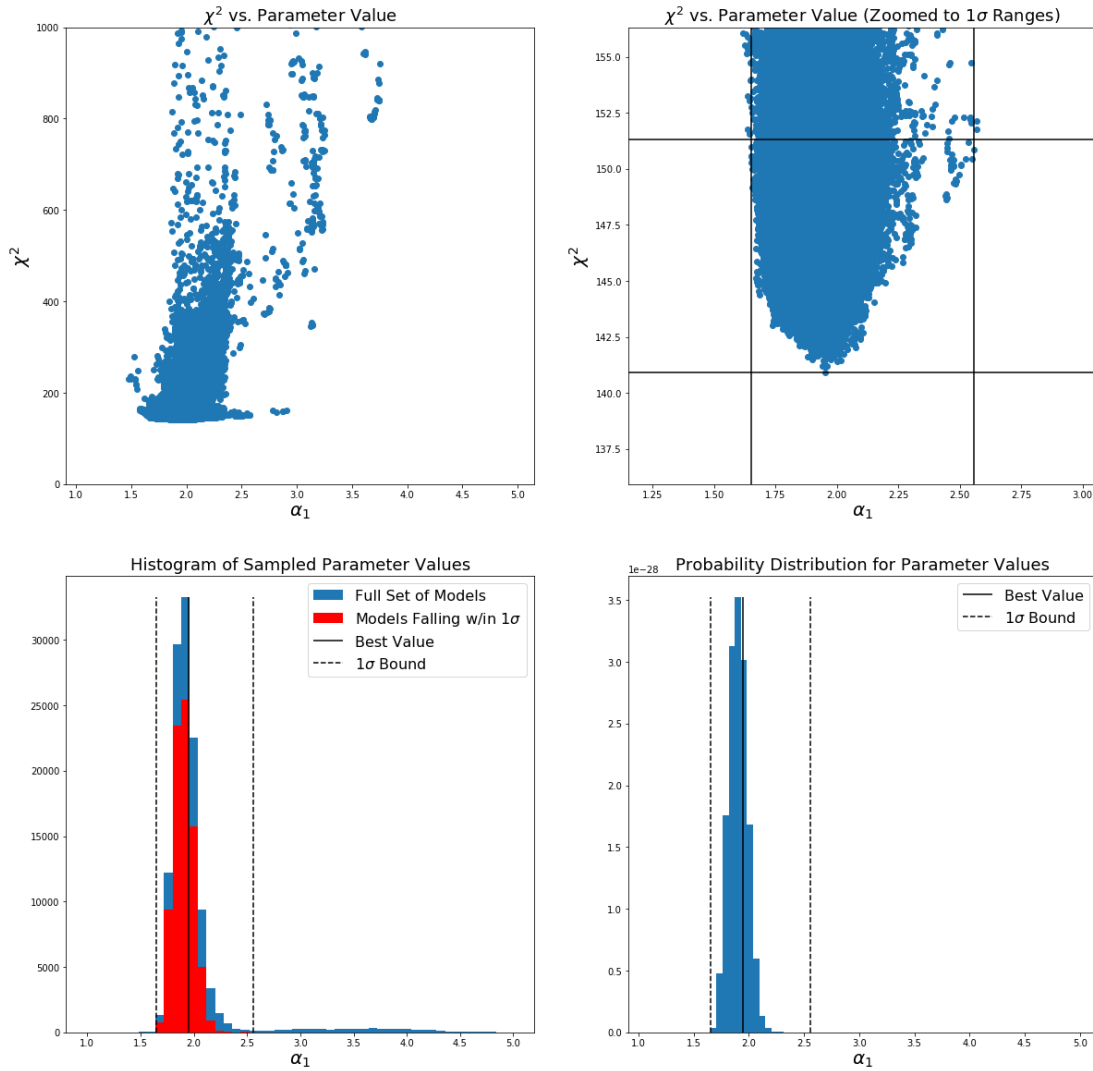 χ² vs. Parameter Value
χ²
1000
800
600
400
200
0
1.0 1.5 2.0 2.5 3.0 3.5 4.0 4.5 5.0
α₁
χ² vs. Parameter Value (Zoomed to 1σ Ranges)
χ²
155.0
152.5
150.0
147.5
145.0
142.5
140.0
137.5
1.25 1.50 1.75 2.00 2.25 2.50 2.75 3.00
α₁
Histogram of Sampled Parameter Values
Full Set of Models
Models Falling w/in 1σ
Best Value
1σ Bound
30000
25000
20000
15000
10000
5000
0
1.0 1.5 2.0 2.5 3.0 3.5 4.0 4.5 5.0
α₁
Probability Distribution for Parameter Values
1e−28
Best Value
1σ Bound
3.5
3.0
2.5
2.0
1.5
1.0
0.5
0.0
1.0 1.5 2.0 2.5 3.0 3.5 4.0 4.5 5.0
α₁